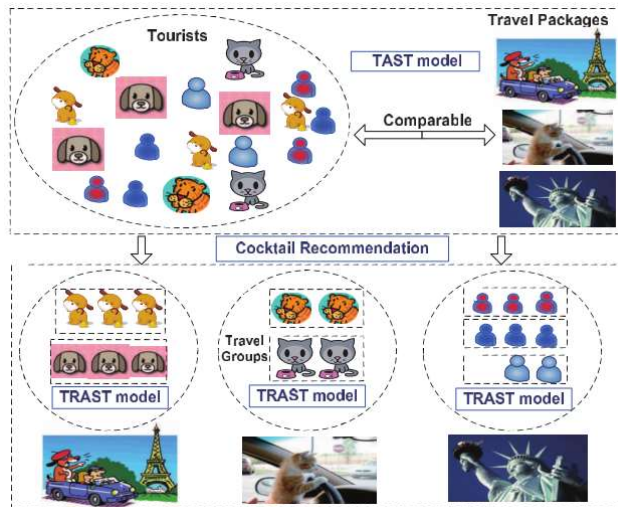 Travel Packages
Tourists
TAST model
Comparable
Cocktail Recommendation
Travel
Groups
TRAST model
TRAST model
TRAST model